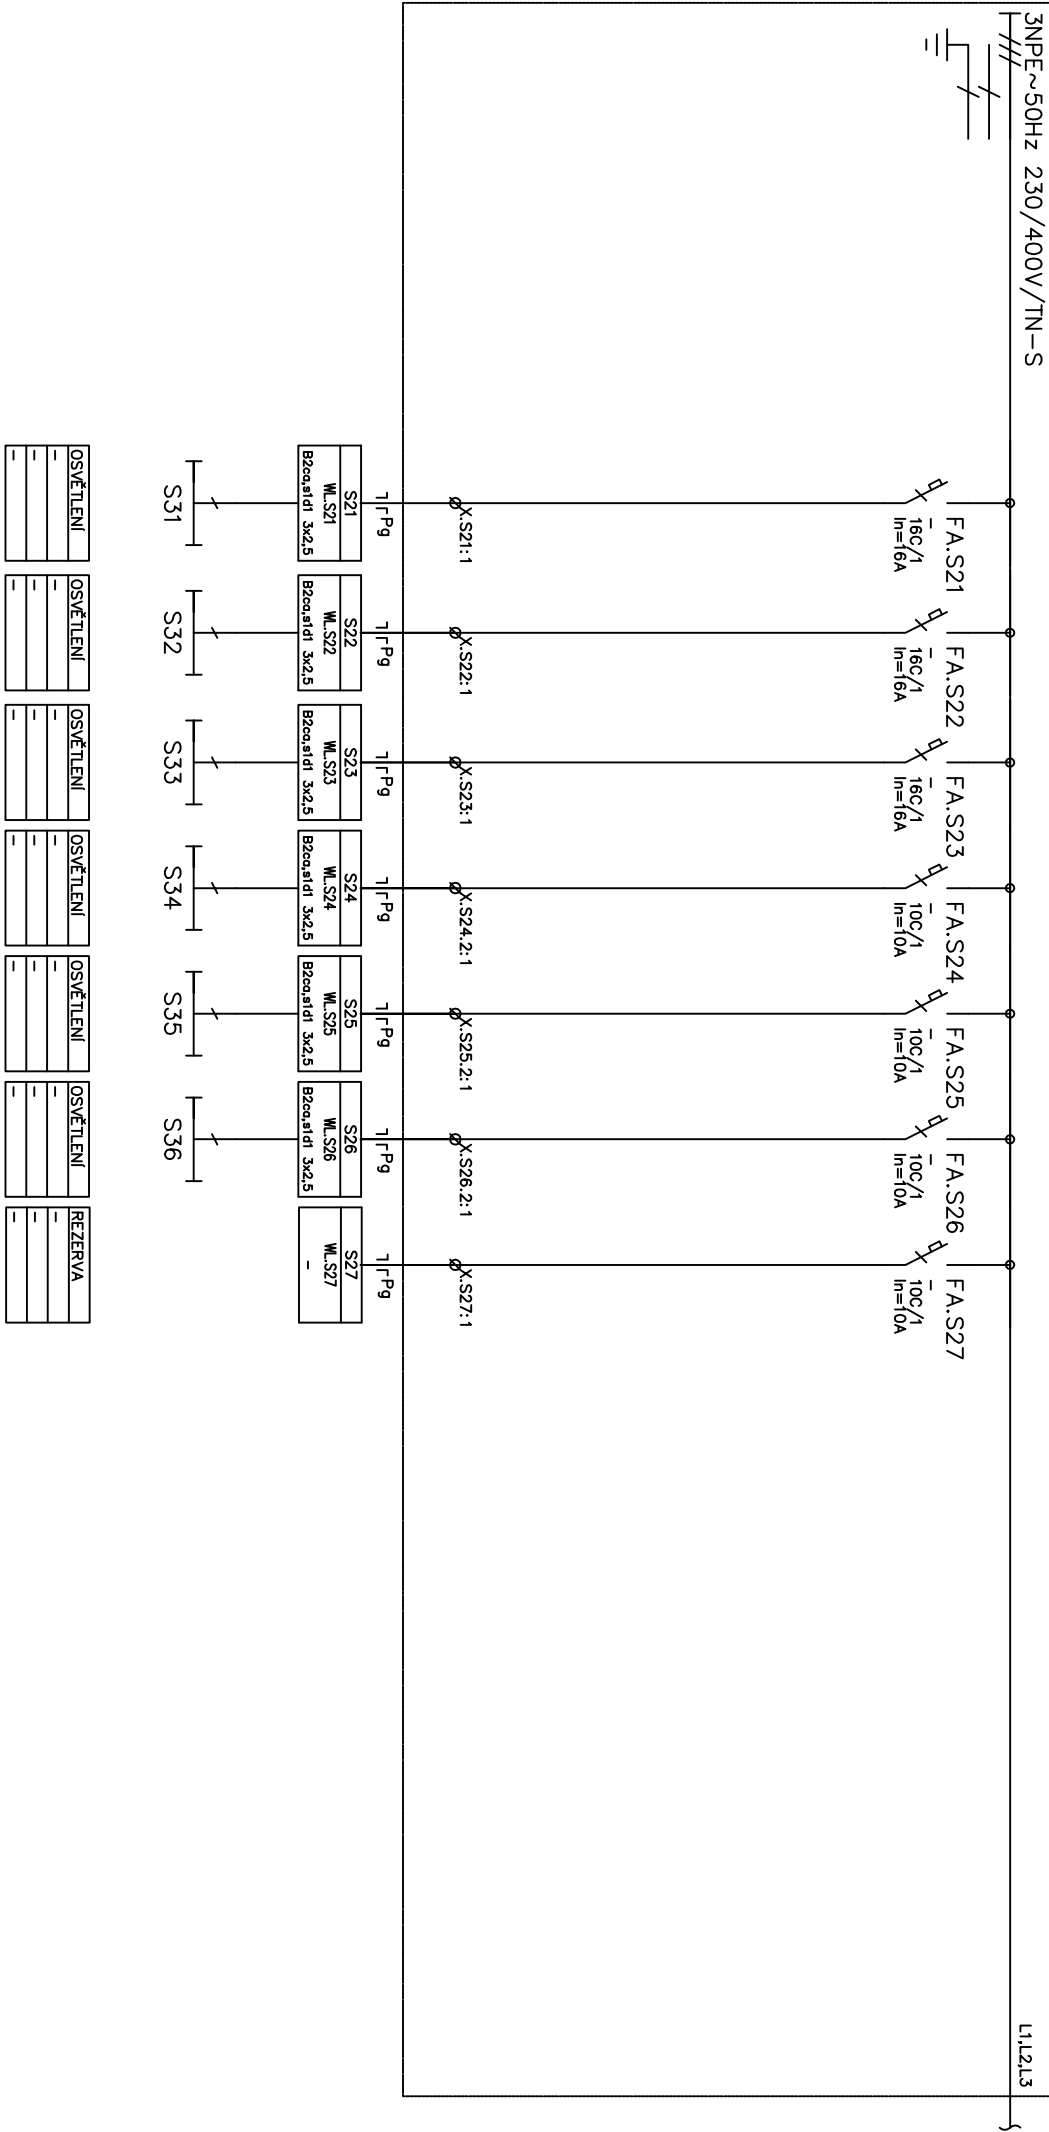 3NPE~50Hz 230/400V/TN-S
L1,L2,L3
FA.S21
-
16C/1
In=16A
FA.S22
-
16C/1
In=16A
FA.S23
-
16C/1
In=16A
FA.S24
-
10C/1
In=10A
FA.S25
-
10C/1
In=10A
FA.S26
-
10C/1
In=10A
FA.S27
-
10C/1
In=10A
X.S21:1
X.S22:1
X.S23:1
X.S24.2:1
X.S25.2:1
X.S26.2:1
X.S27:1
Pg
Pg
Pg
Pg
Pg
Pg
Pg
S21
WL.S21
B2ca,s1d1 3x2,5
S22
WL.S22
B2ca,s1d1 3x2,5
S23
WL.S23
B2ca,s1d1 3x2,5
S24
WL.S24
B2ca,s1d1 3x2,5
S25
WL.S25
B2ca,s1d1 3x2,5
S26
WL.S26
B2ca,s1d1 3x2,5
S27
WL.S27
-
S31
S32
S33
S34
S35
S36
OSVĚTLENÍ
-
-
-
OSVĚTLENÍ
-
-
-
OSVĚTLENÍ
-
-
-
OSVĚTLENÍ
-
-
-
OSVĚTLENÍ
-
-
-
OSVĚTLENÍ
-
-
-
REZERVA
-
-
-